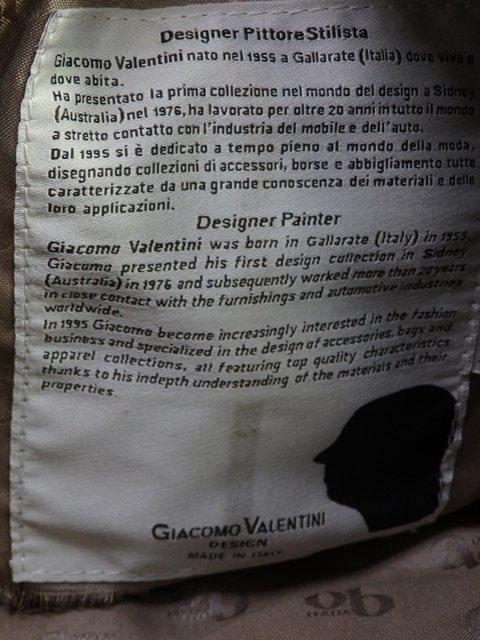 Designer Pittore Stilista
Giacomo Valentini nato nel 1955 a Gallarate (Italia) dove vive e
dove abita.
Ha presentato la prima collezione nel mondo del design a Sidney
(Australia) nel 1976, ha lavorato per oltre 20 anni in tutto il mondo
a stretto contatto con l'industria del mobile e dell'auto.
Dal 1995 si è dedicato a tempo pieno al mondo della moda,
disegnando collezioni di accessori, borse e abbigliamento tutte
caratterizzate da una grande conoscenza dei materiali e delle
loro applicazioni.
Designer Painter
Giacomo Valentini was born in Gallarate (Italy) in 1955.
Giacomo presented his first design collection in Sidney
(Australia) in 1976 and subsequently worked more than 20 years
in close contact with the furnishings and automotive industries
worldwide.
In 1995 Giacomo become increasingly interested in the fashion
business and specialized in the design of accessories, bags and
apparel collections, all featuring top quality characteristics
thanks to his indepth understanding of the materials and their
properties.
GIACOMO VALENTINI
DESIGN
MADE IN ITALY